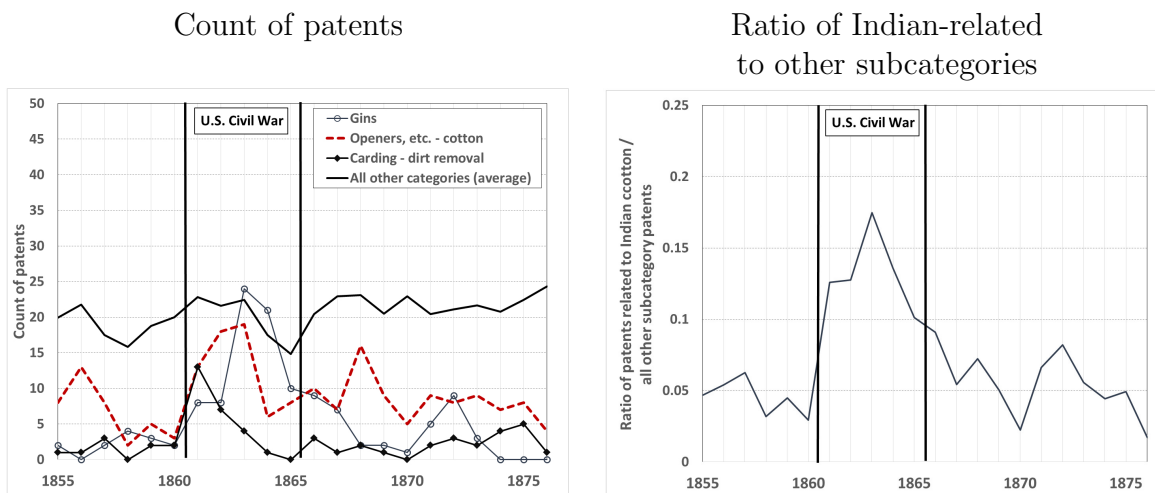 Count of patents
Ratio of Indian-related
to other subcategories
Count of patents
50
45
40
35
30
25
20
15
10
5
0
U.S. Civil War
Gins
Openers, etc. - cotton
Carding - dirt removal
All other categories (average)
1855 1860 1865 1870 1875
Ratio of patents related to Indian ccotton /
all other subcategory patents
0.25
0.2
0.15
0.1
0.05
0
U.S. Civil War
1855 1860 1865 1870 1875